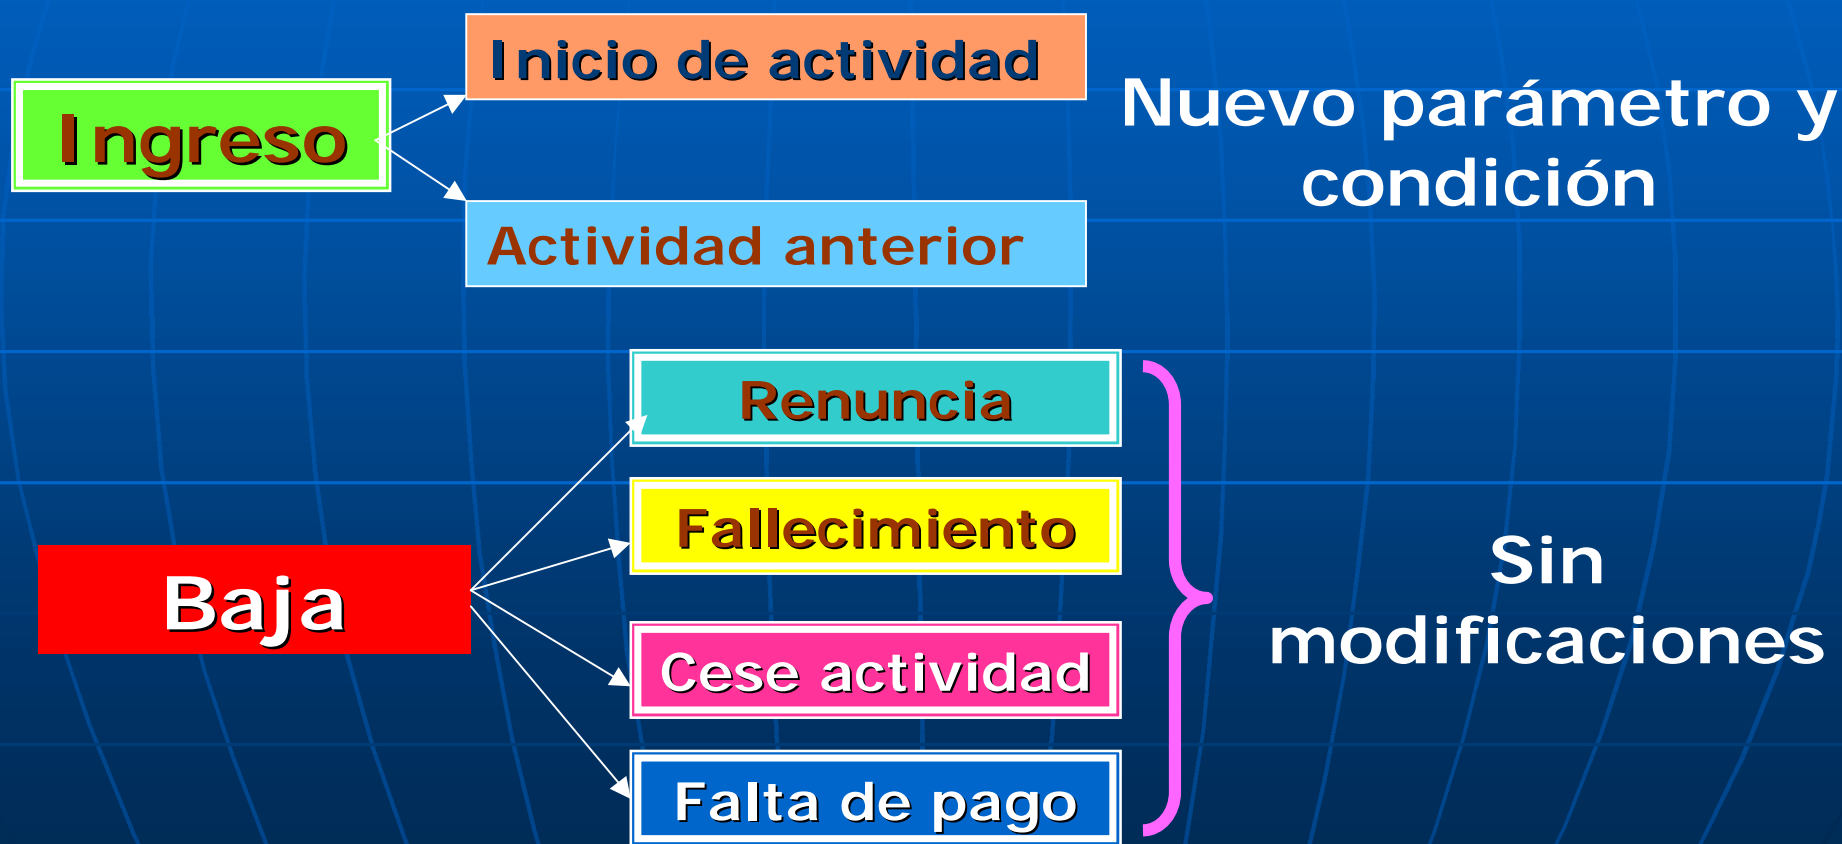 Inicio de actividad
Ingreso
Nuevo parámetro y
condición
Actividad anterior
Renuncia
Fallecimiento
Baja
Sin
modificaciones
Cese actividad
Falta de pago